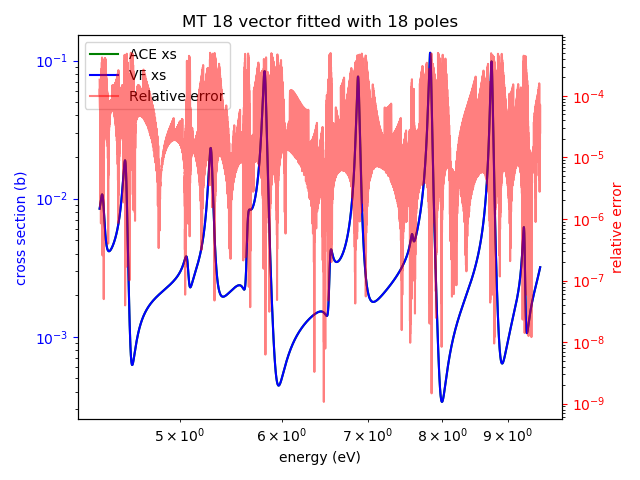 MT 18 vector fitted with 18 poles
ACE xs
VF xs
Relative error
cross section (b)
10⁻¹
10⁻²
10⁻³
relative error
10⁻⁴
10⁻⁵
10⁻⁶
10⁻⁷
10⁻⁸
10⁻⁹
5 × 10⁰ 6 × 10⁰ 7 × 10⁰ 8 × 10⁰ 9 × 10⁰
energy (eV)